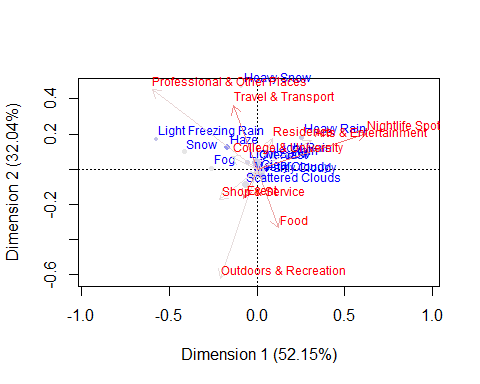 Heavy Snow
Professional & Other Places
Travel & Transport
Nightlife Spot
Light Freezing Rain
Residence
Heavy Rain
Arts & Entertainment
Haze
Snow
College & University
Light Rain
Fog
Scattered Clouds
Shop & Service
Event
Food
Outdoors & Recreation
0.4
0.2
-0.2
-0.6
-1.0
-0.5
0.0
0.5
1.0
Dimension 1 (52.15%)
Dimension 2 (32.04%)